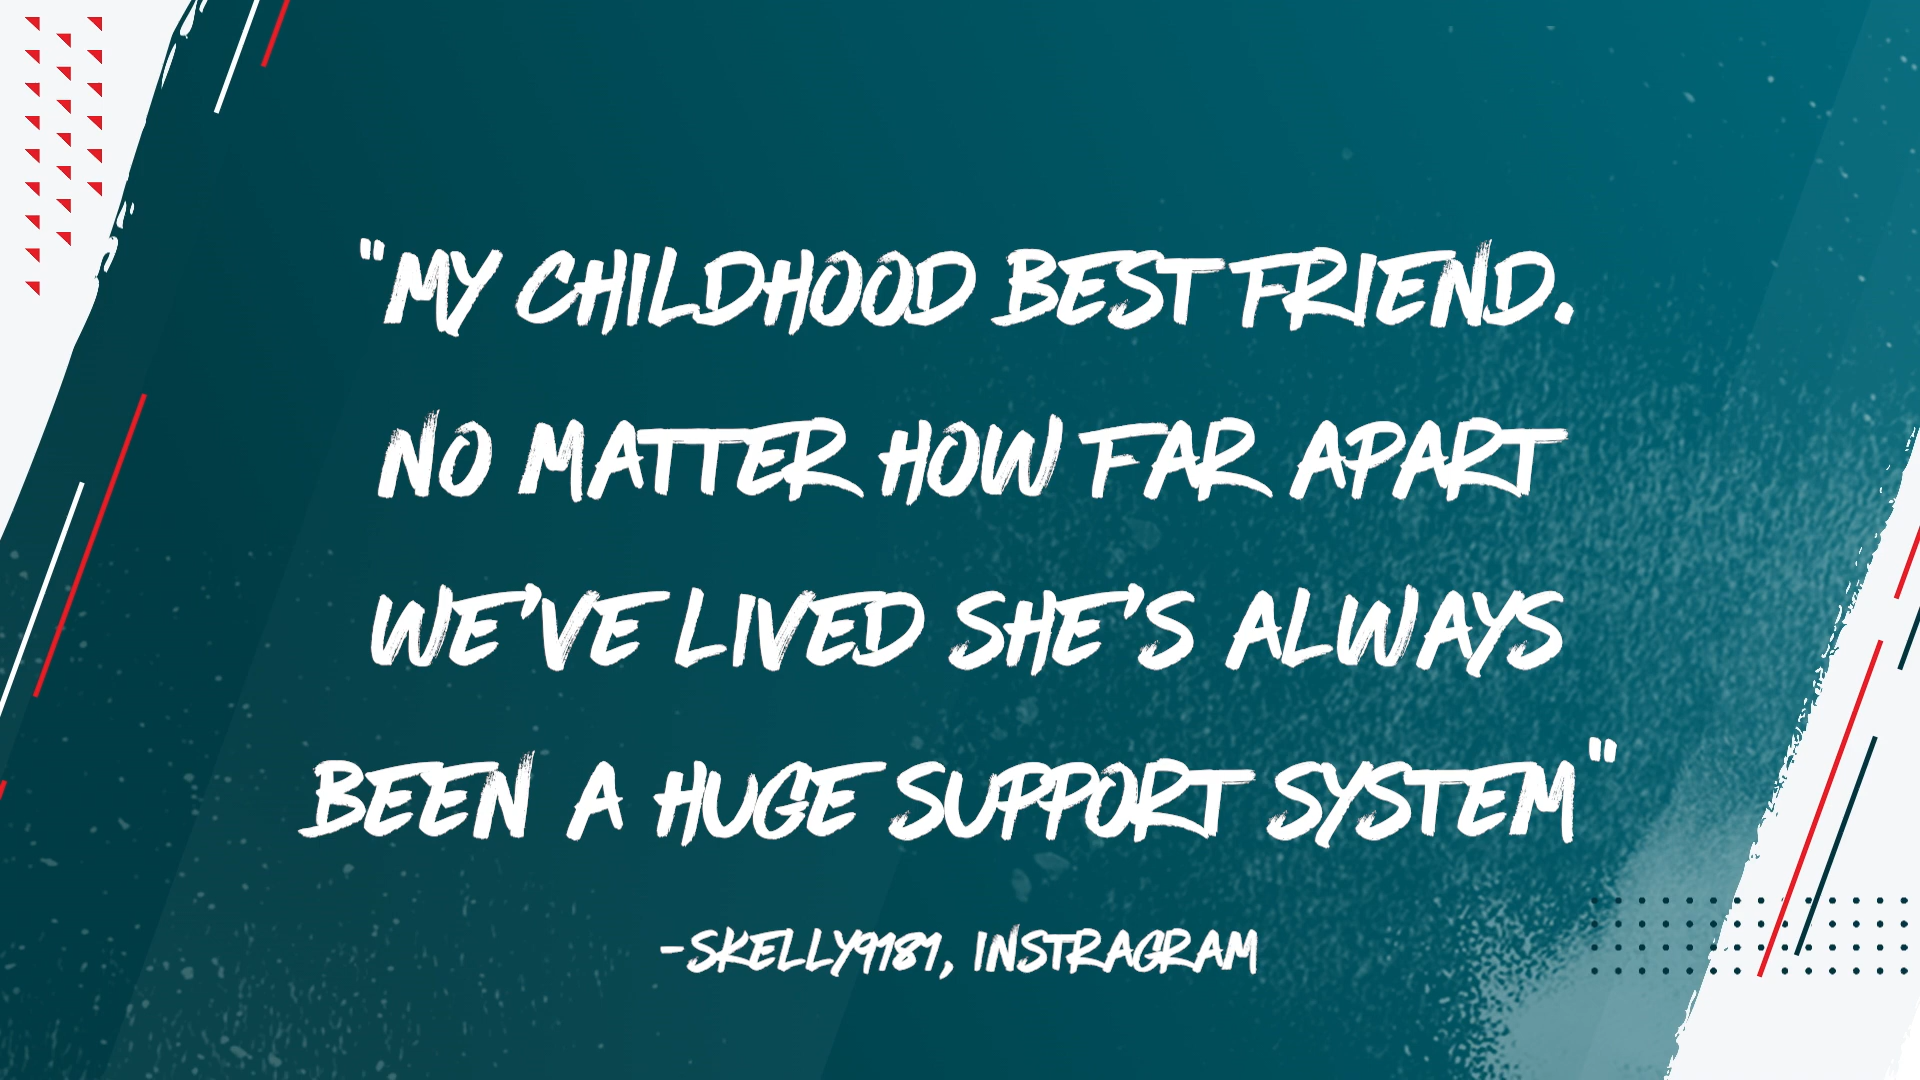 "MY CHILDHOOD BEST FRIEND.
NO MATTER HOW FAR APART
WE'VE LIVED SHE'S ALWAYS
BEEN A HUGE SUPPORT SYSTEM"
-SKELLY9181, INSTRAGRAM